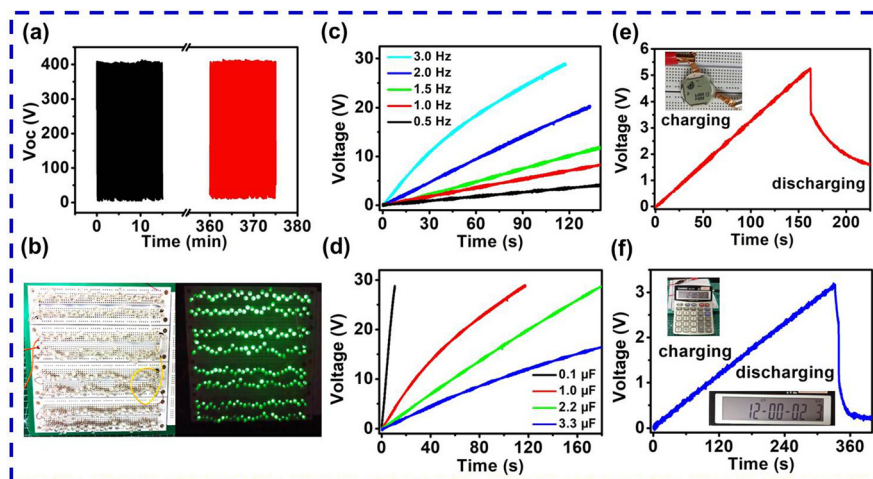 (a)
400
300
200
100
0
Voc (V)
0
10
360
370
380
Time (min)
(b)
(c)
30
20
10
0
Voltage (V)
3.0 Hz
2.0 Hz
1.5 Hz
1.0 Hz
0.5 Hz
0
30
60
90
120
Time (s)
(d)
30
20
10
0
Voltage (V)
0.1 µF
1.0 µF
2.2 µF
3.3 µF
0
40
80
120
160
Time (s)
(e)
6
5
4
3
2
1
0
Voltage (V)
charging
discharging
0
50
100
150
200
Time (s)
(f)
4
3
2
1
0
Voltage (V)
charging
discharging
12-00-02 3
0
120
240
360
Time (s)